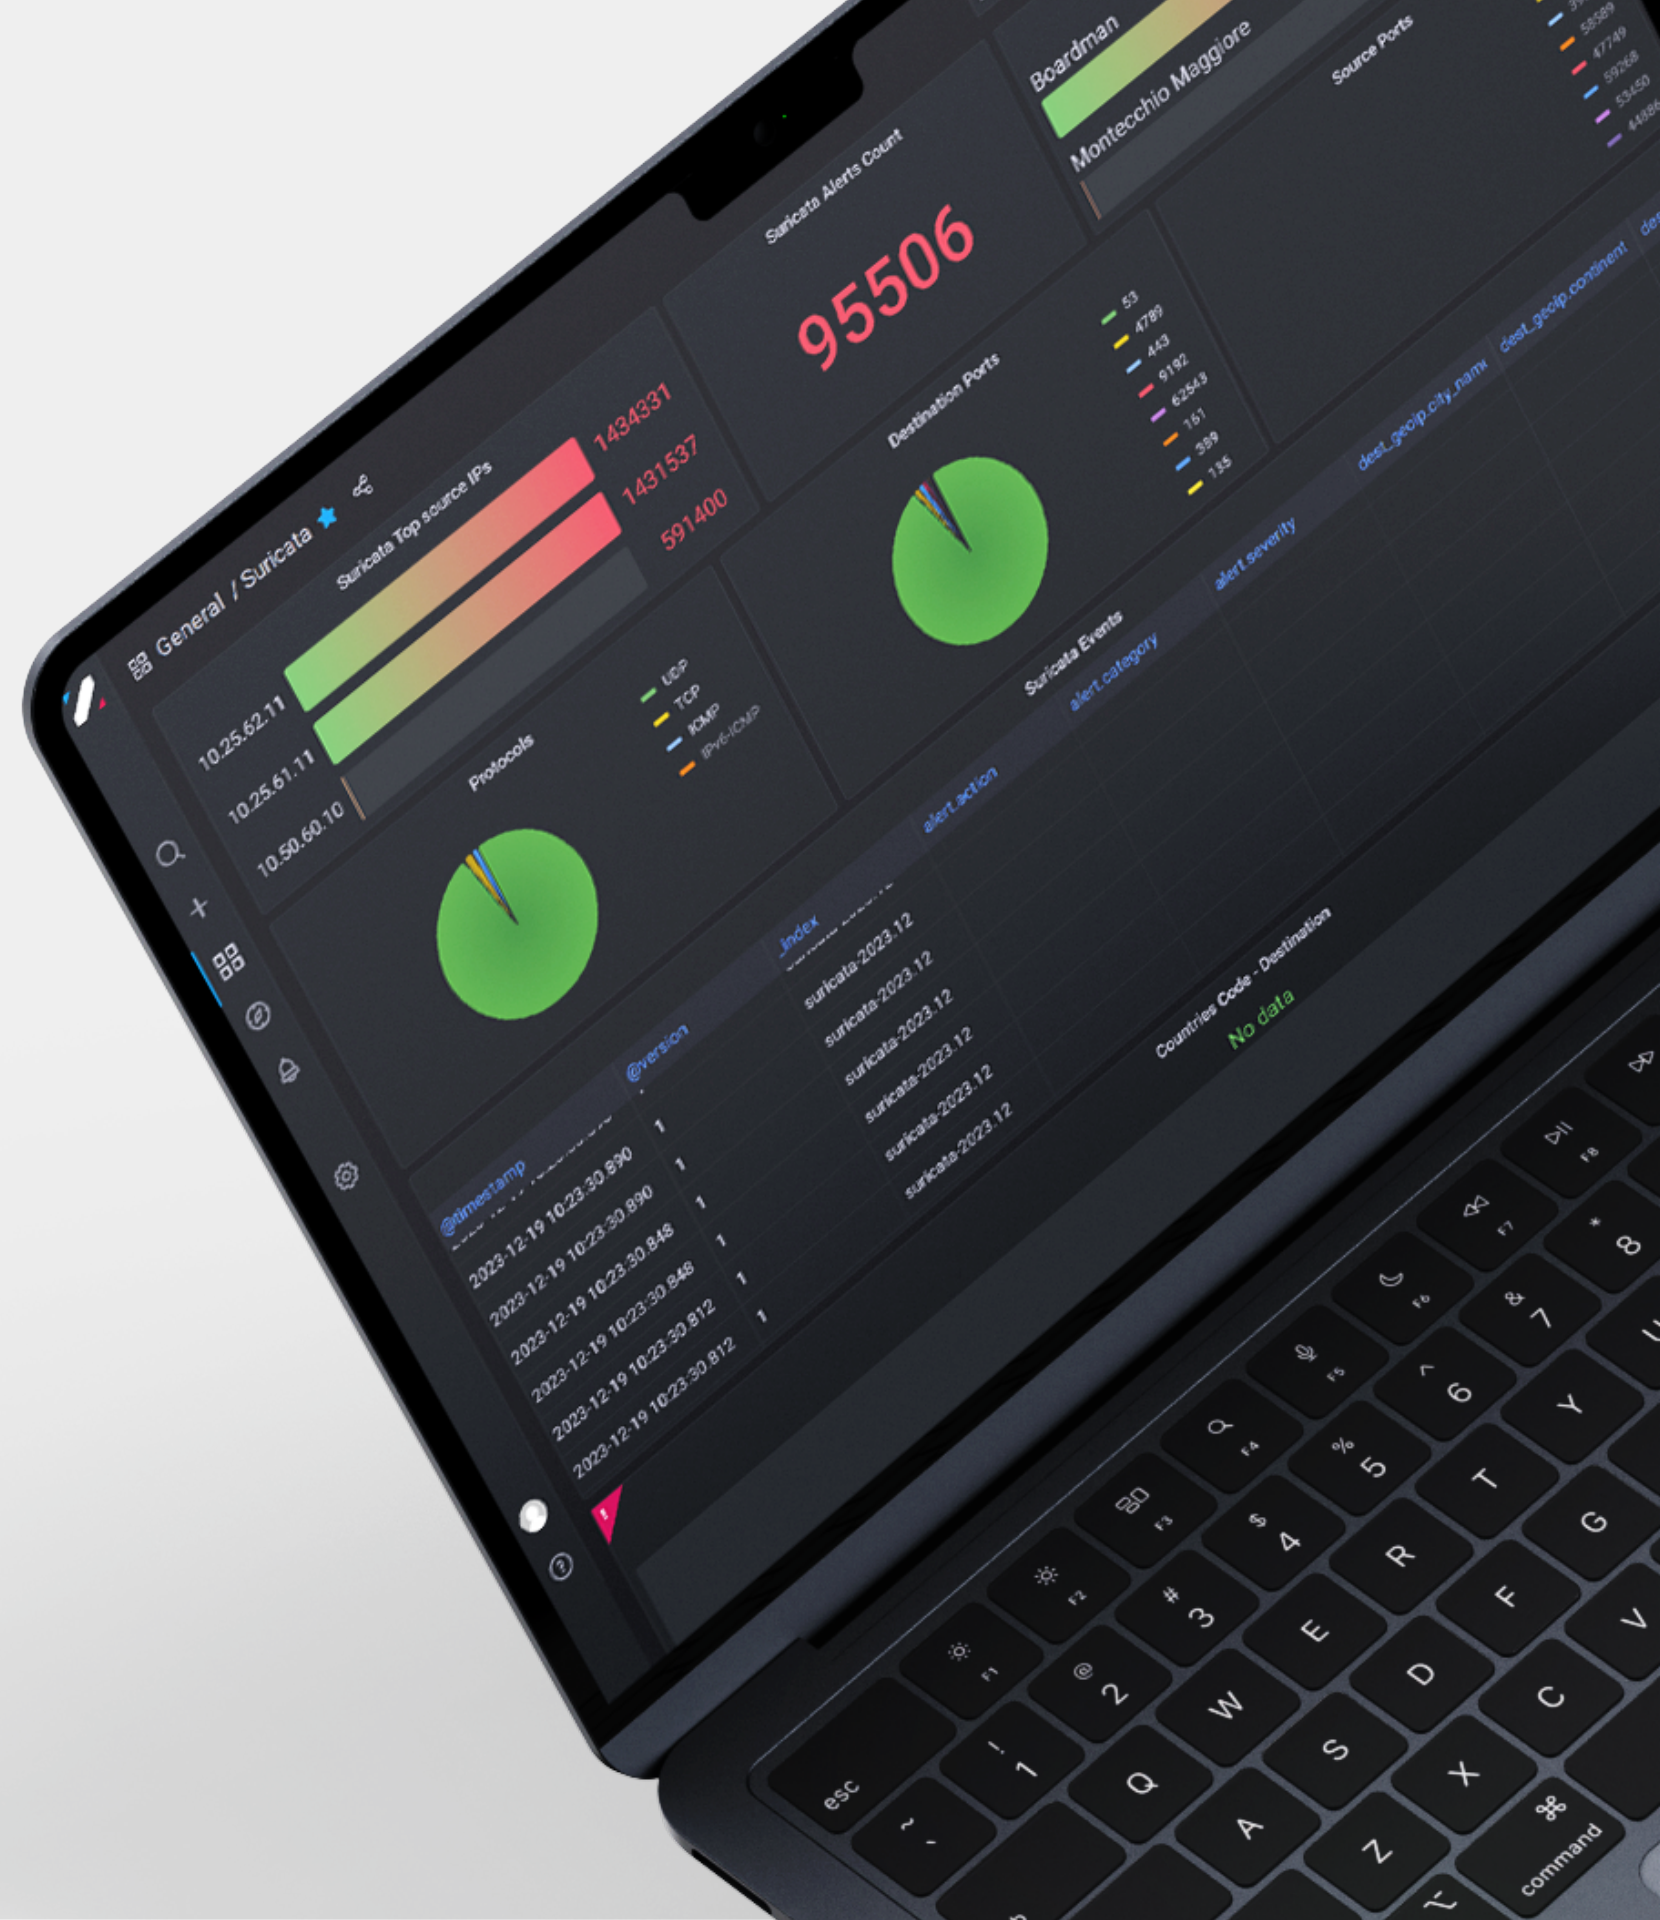 General / Suricata
Suricata Top source IPs
10.25.62.11
1434331
10.25.61.11
1431537
10.50.60.10
591400
Suricata Alerts Count
95506
Boardman
Montecchio Maggiore
Protocols
UDP
TCP
ICMP
IPv6-ICMP
Destination Ports
53
4789
443
9192
62543
161
389
135
Source Ports
58589
47749
59268
53450
Suricata Events
@timestamp @version _index alert.action alert.category alert.severity dest_geoip.city_name dest_geoip.continent
2023-12-19 10:23:30.890 1 suricata-2023.12
2023-12-19 10:23:30.890 1 suricata-2023.12
2023-12-19 10:23:30.848 1 suricata-2023.12
2023-12-19 10:23:30.848 1 suricata-2023.12
2023-12-19 10:23:30.812 1 suricata-2023.12
2023-12-19 10:23:30.812 1 suricata-2023.12
Countries Code - Destination
No data
!
esc F1 F2 F3 F4 F5 F6 F7 F8
~ ! @ # $ % ^ & *
` 1 2 3 4 5 6 7 8
Q W E R T Y U
A S D F G
Z X C V
⌥ ⌘
command